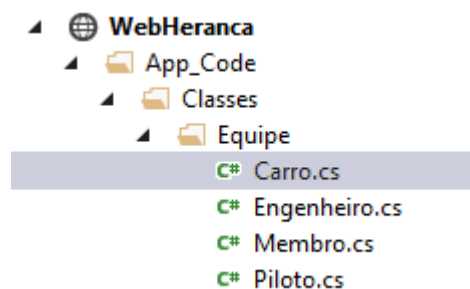 WebHeranca
App_Code
Classes
Equipe
C# Carro.cs
C# Engenheiro.cs
C# Membro.cs
C# Piloto.cs